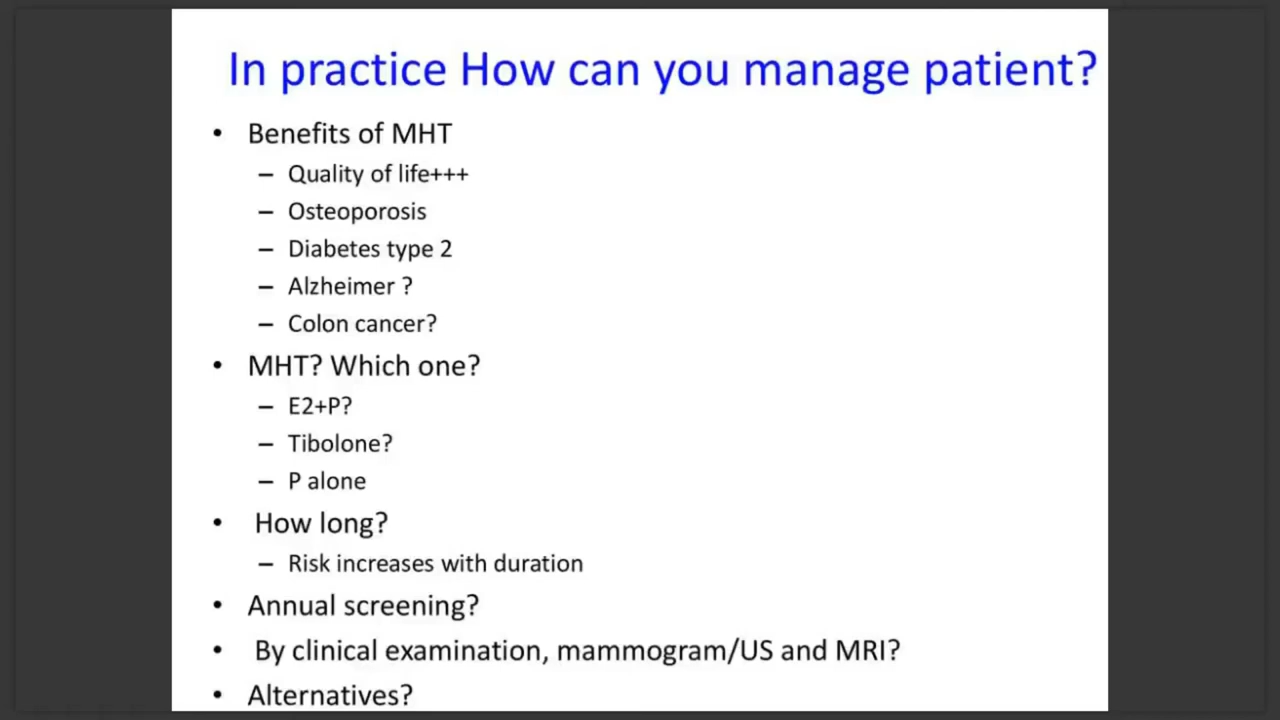 In practice How can you manage patient?
• Benefits of MHT
– Quality of life+++
– Osteoporosis
– Diabetes type 2
– Alzheimer ?
– Colon cancer?
• MHT? Which one?
– E2+P?
– Tibolone?
– P alone
• How long?
– Risk increases with duration
• Annual screening?
• By clinical examination, mammogram/US and MRI?
• Alternatives?